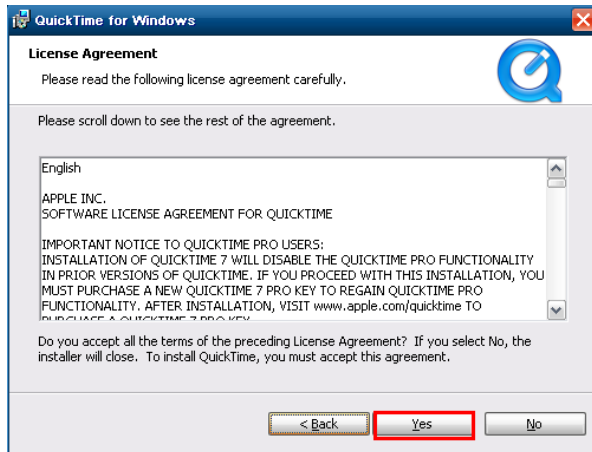 QuickTime for Windows
License Agreement
Please read the following license agreement carefully.
Please scroll down to see the rest of the agreement.
English
APPLE INC.
SOFTWARE LICENSE AGREEMENT FOR QUICKTIME
IMPORTANT NOTICE TO QUICKTIME PRO USERS:
INSTALLATION OF QUICKTIME 7 WILL DISABLE THE QUICKTIME PRO FUNCTIONALITY
IN PRIOR VERSIONS OF QUICKTIME. IF YOU PROCEED WITH THIS INSTALLATION, YOU
MUST PURCHASE A NEW QUICKTIME 7 PRO KEY TO REGAIN QUICKTIME PRO
FUNCTIONALITY. AFTER INSTALLATION, VISIT www.apple.com/quicktime TO
PURCHASE A QUICKTIME 7 PRO KEY
Do you accept all the terms of the preceding License Agreement? If you select No, the
installer will close. To install QuickTime, you must accept this agreement.
< Back Yes No